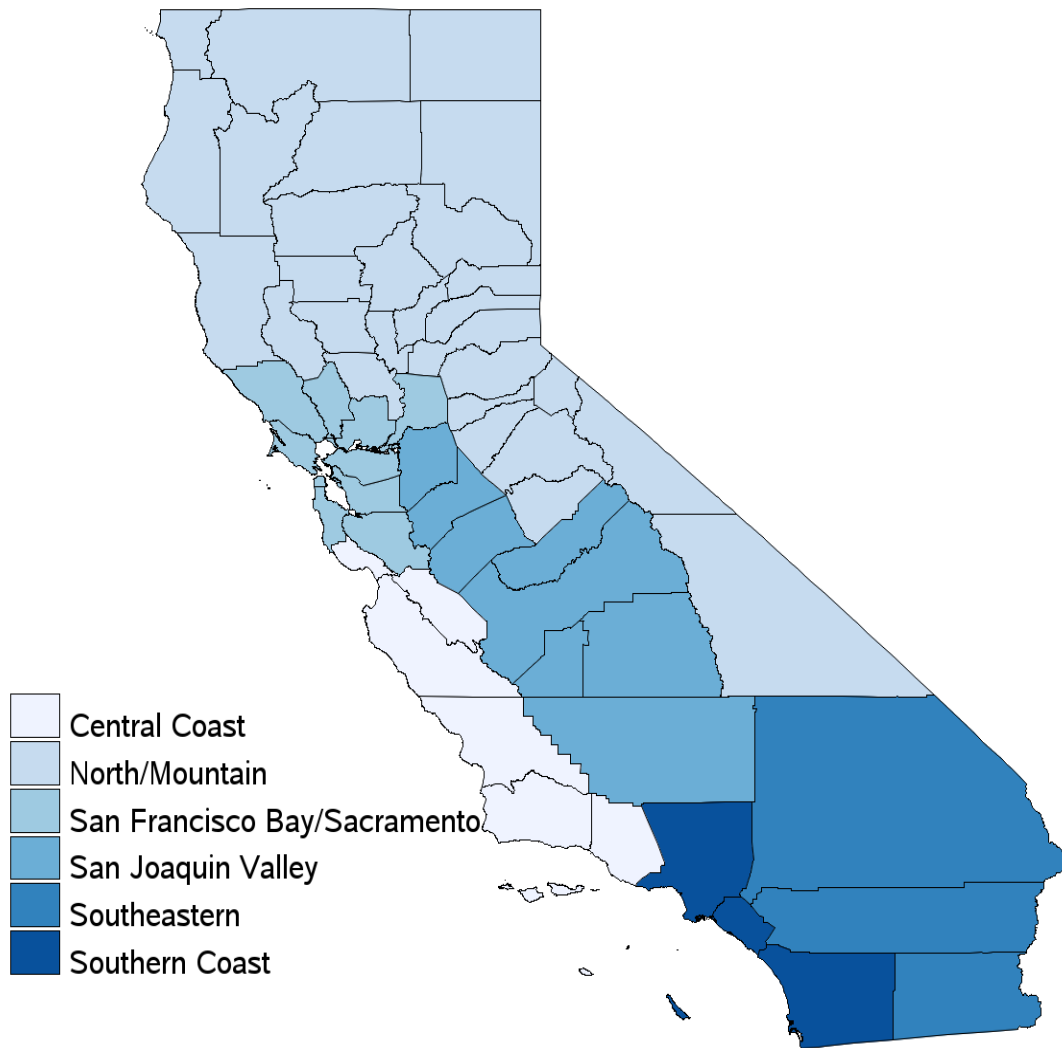 Central Coast
North/Mountain
San Francisco Bay/Sacramento
San Joaquin Valley
Southeastern
Southern Coast